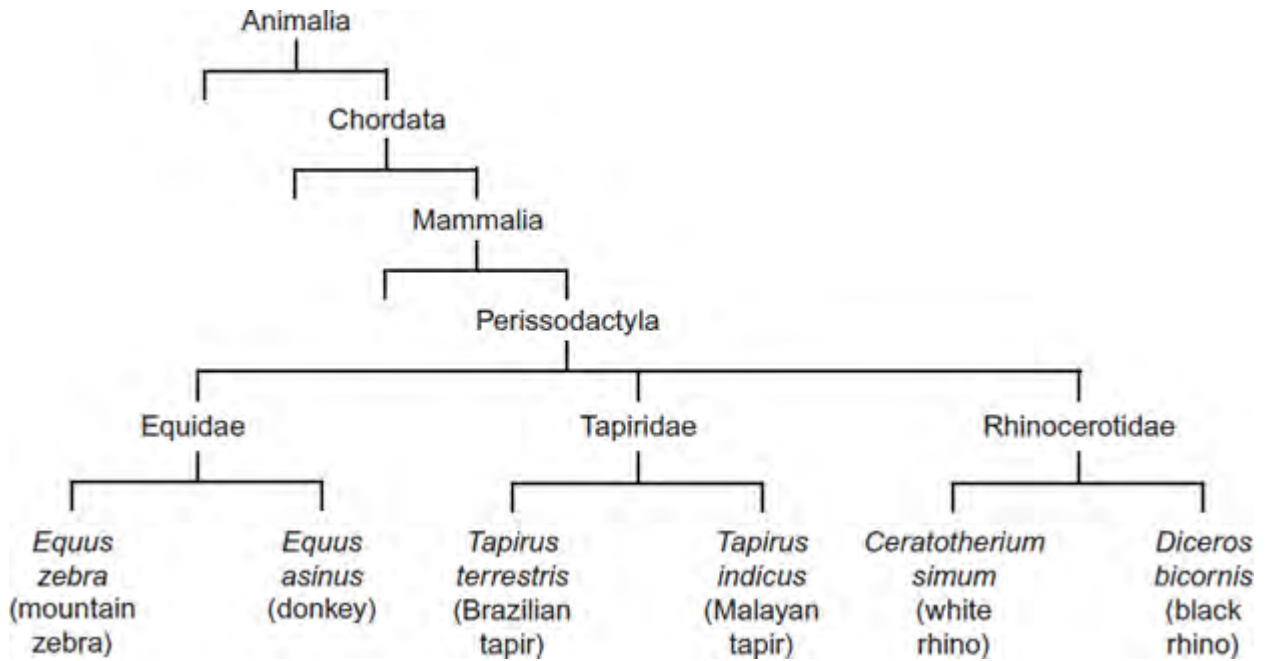 Animalia
Chordata
Mammalia
Perissodactyla
Equidae
Tapiridae
Rhinocerotidae
Equus
zebra
(mountain
zebra)
Equus
asinus
(donkey)
Tapirus
terrestris
(Brazilian
tapir)
Tapirus
indicus
(Malayan
tapir)
Ceratotherium
simum
(white
rhino)
Diceros
bicornis
(black
rhino)